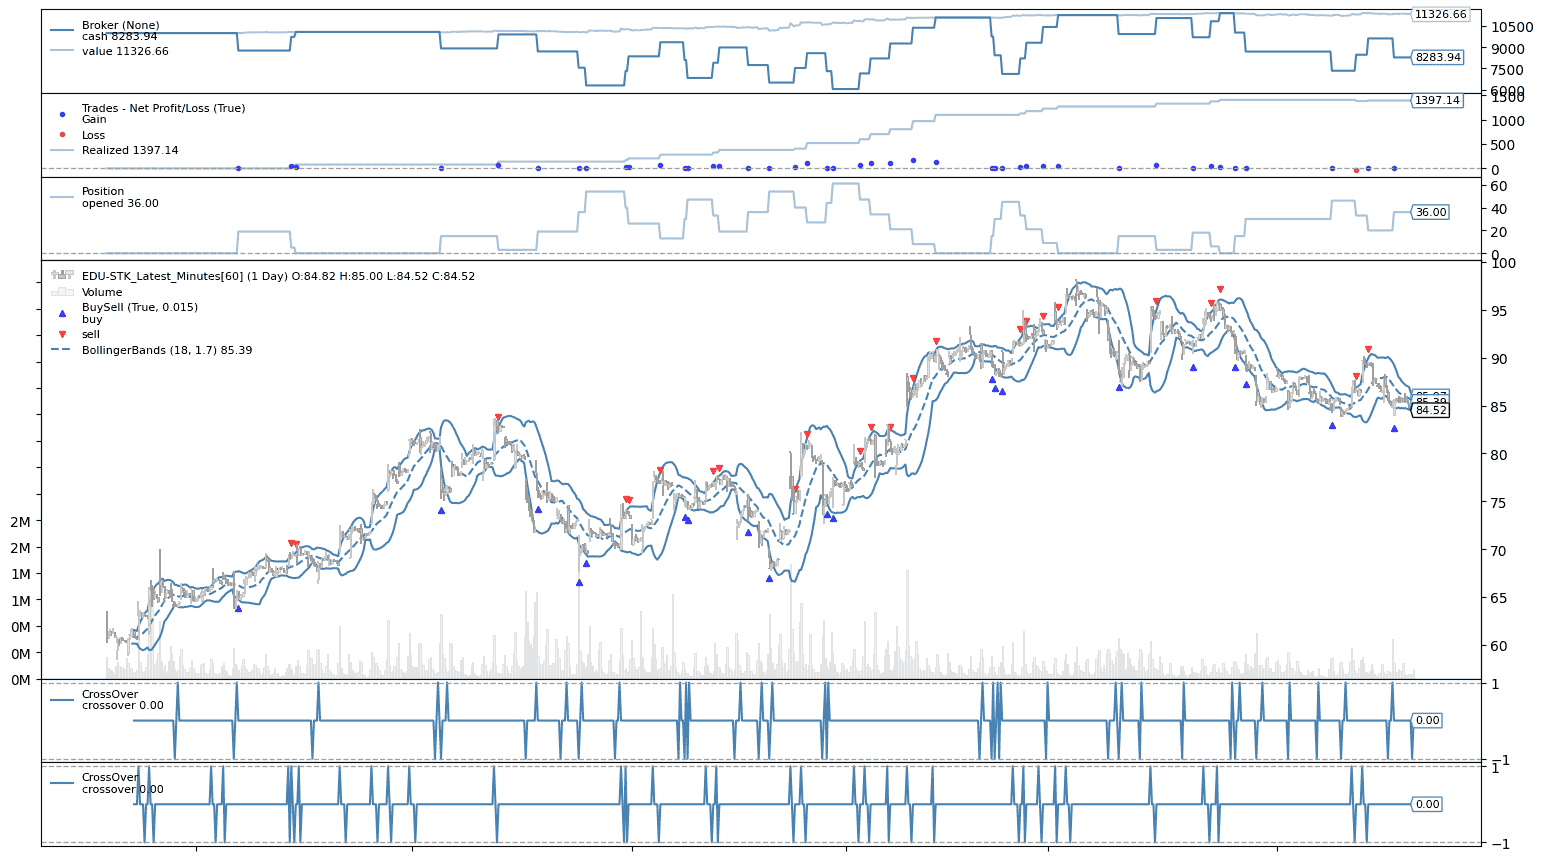 Broker (None)
cash 8283.94
value 11326.66
11326.66
10500
9000
8283.94
7500
6000
Trades - Net Profit/Loss (True)
Gain
Loss
Realized 1397.14
1500
1397.14
1000
500
0
Position
opened 36.00
60
40
36.00
20
0
EDU-STK_Latest_Minutes[60] (1 Day) O:84.82 H:85.00 L:84.52 C:84.52
Volume
BuySell (True, 0.015)
buy
sell
BollingerBands (18, 1.7) 85.39
100
95
90
85.39
85
84.52
80
75
70
65
60
2M
2M
1M
1M
0M
0M
0M
CrossOver
crossover 0.00
1
0.00
−1
CrossOver
crossover 0.00
1
0.00
−1